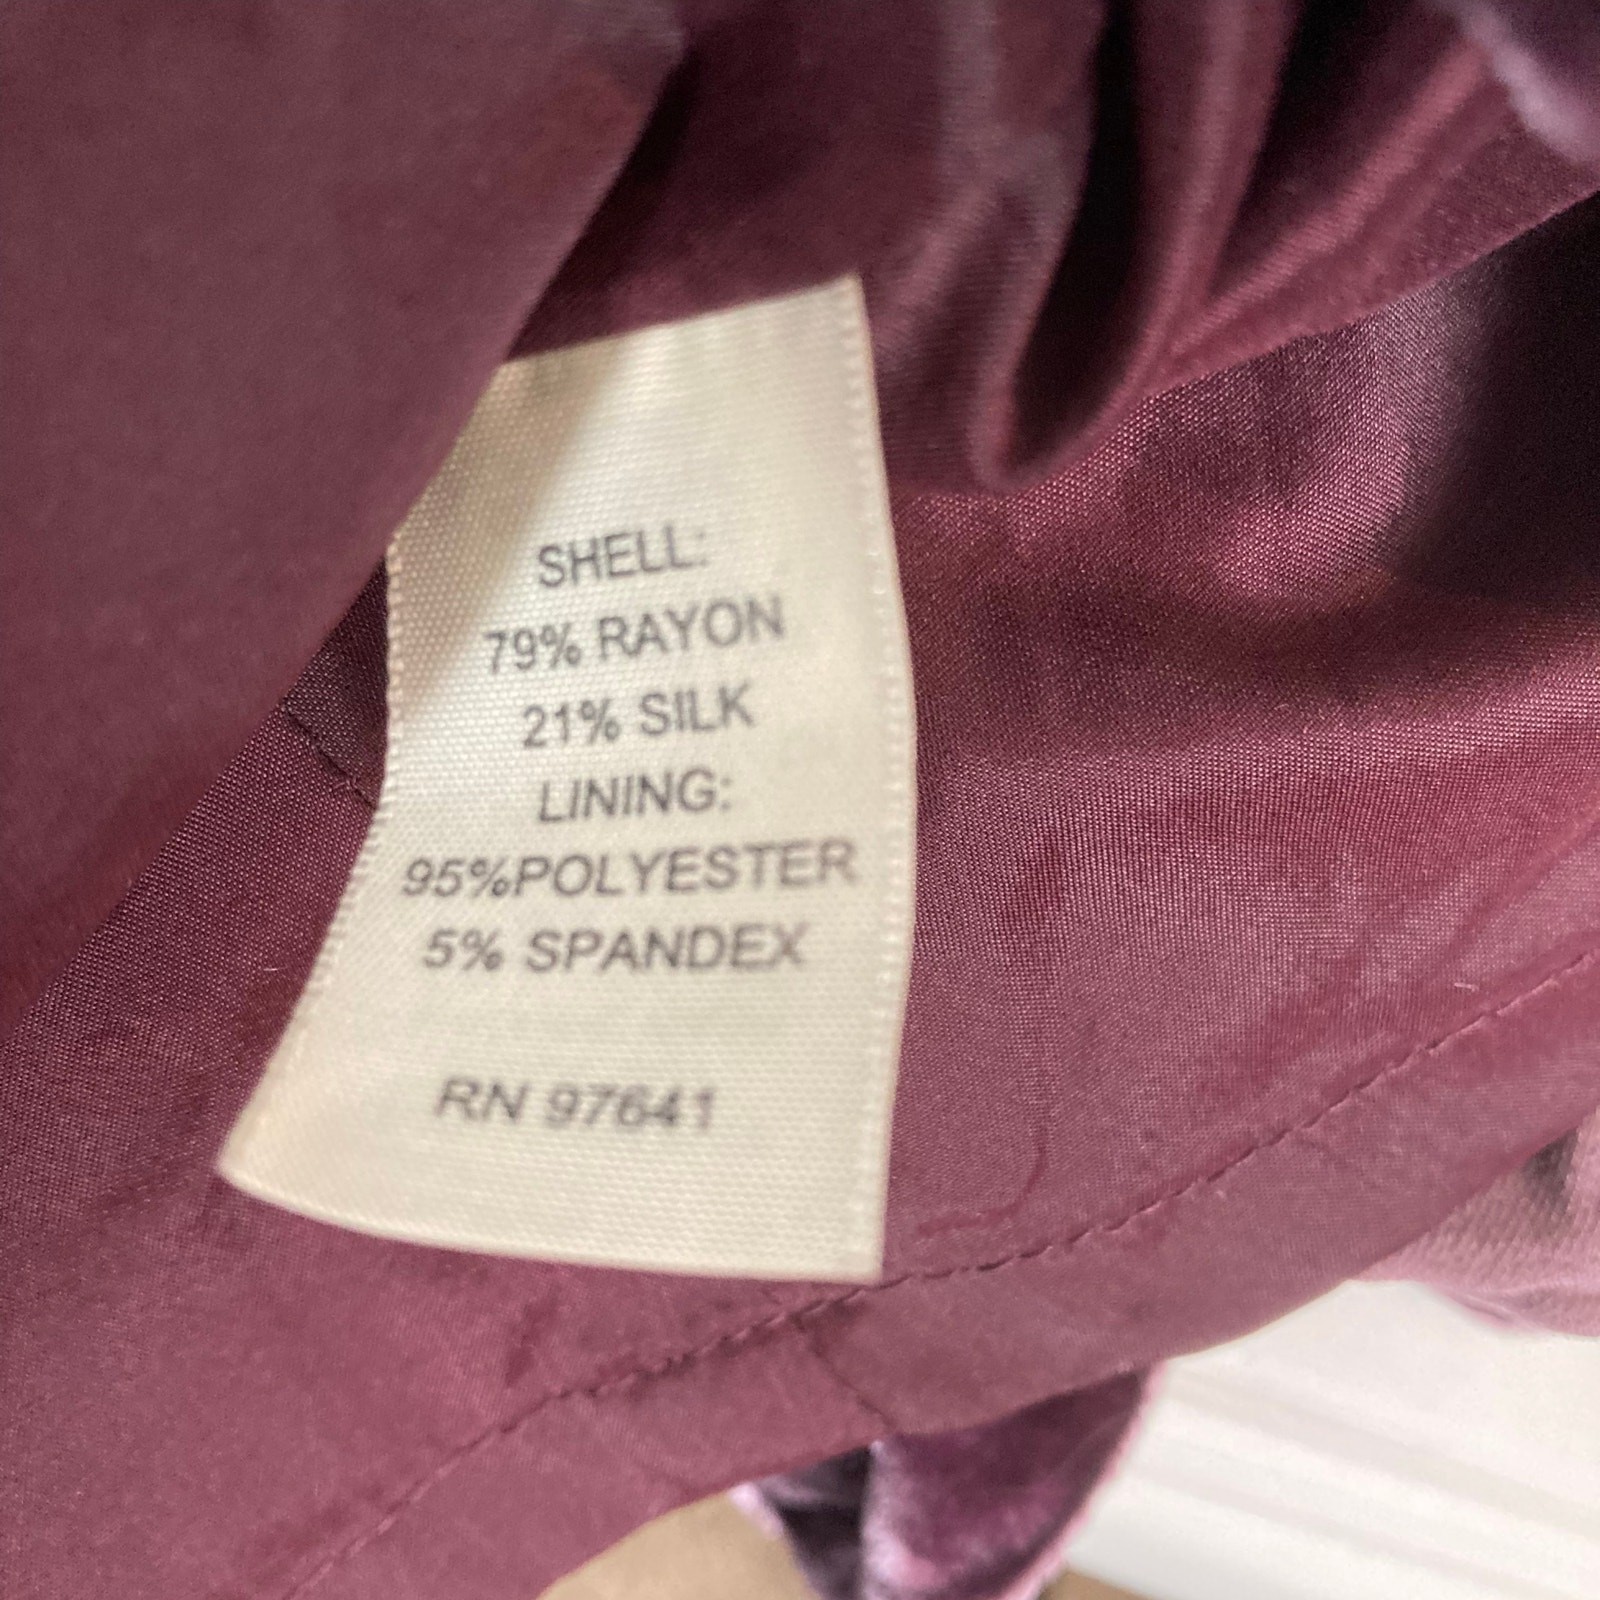 SHELL:
79% RAYON
21% SILK
LINING:
95%POLYESTER
5% SPANDEX
RN 97641